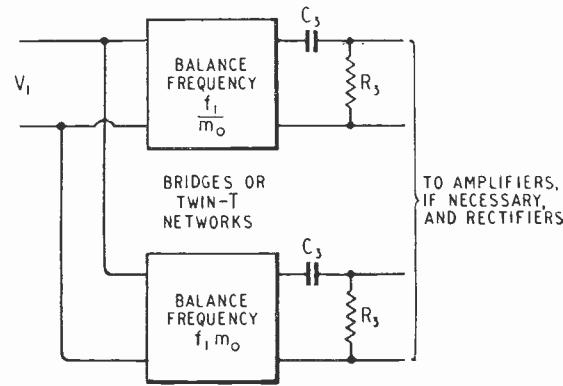 C₃
BALANCE
FREQUENCY
f₁
m₀
V₁
R₃
BRIDGES OR
TWIN-T
NETWORKS
TO AMPLIFIERS,
IF NECESSARY,
AND RECTIFIERS
C₃
BALANCE
FREQUENCY
f₁ m₀
R₃